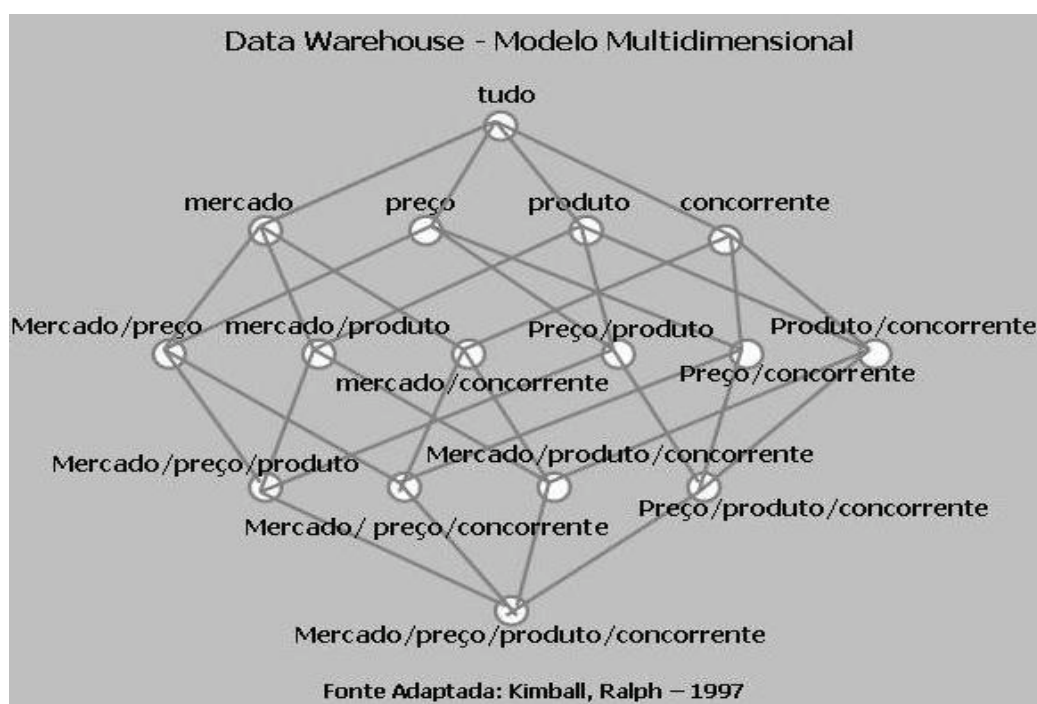 Data Warehouse - Modelo Multidimensional
tudo
mercado preço produto concorrente
Mercado/preço mercado/produto Preço/produto Produto/concorrente
mercado/concorrente Preço/concorrente
Mercado/preço/produto Mercado/produto/concorrente
Mercado/ preço/concorrente Preço/produto/concorrente
Mercado/preço/produto/concorrente
Fonte Adaptada: Kimball, Ralph – 1997